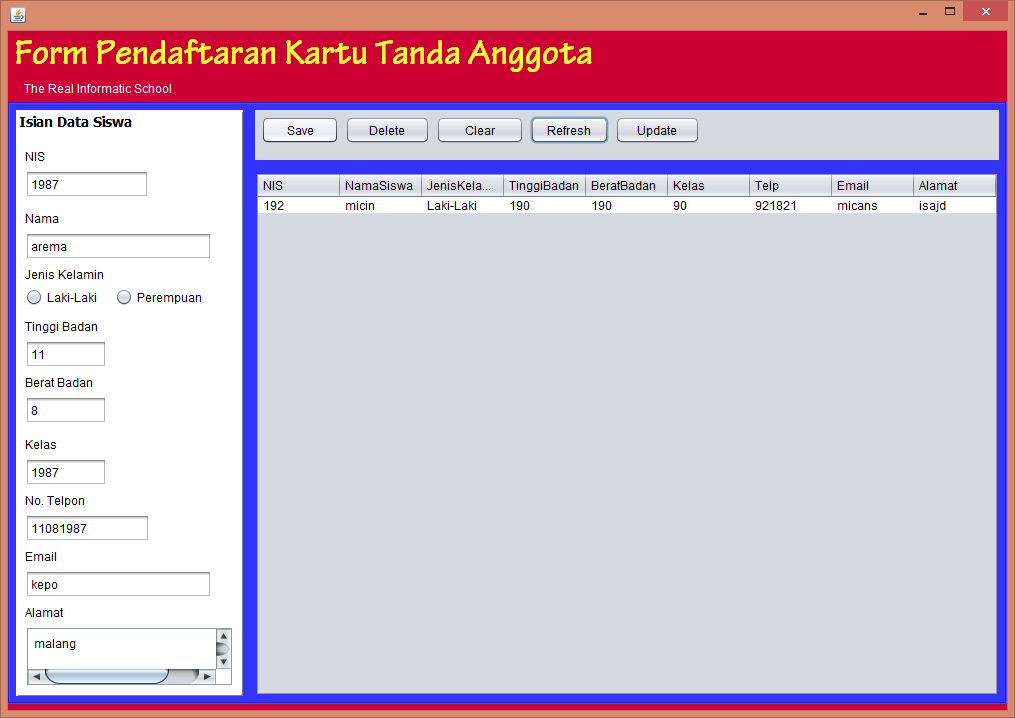 Form Pendaftaran Kartu Tanda Anggota
The Real Informatic School
Isian Data Siswa
NIS
1987
Nama
arema
Jenis Kelamin
Laki-Laki Perempuan
Tinggi Badan
11
Berat Badan
8
Kelas
1987
No. Telpon
11081987
Email
kepo
Alamat
malang
Save Delete Clear Refresh Update
NIS NamaSiswa JenisKela... TinggiBadan BeratBadan Kelas Telp Email Alamat
192 micin Laki-Laki 190 190 90 921821 micans isajd